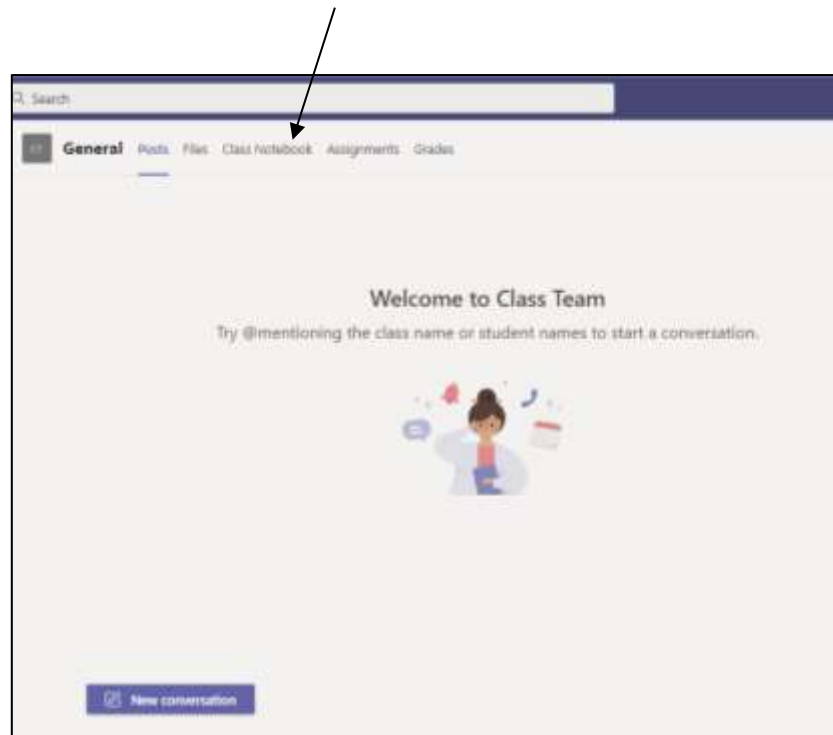 Search
General Posts Files Class Notebook Assignments Grades
Welcome to Class Team
Try @mentioning the class name or student names to start a conversation.
New conversation